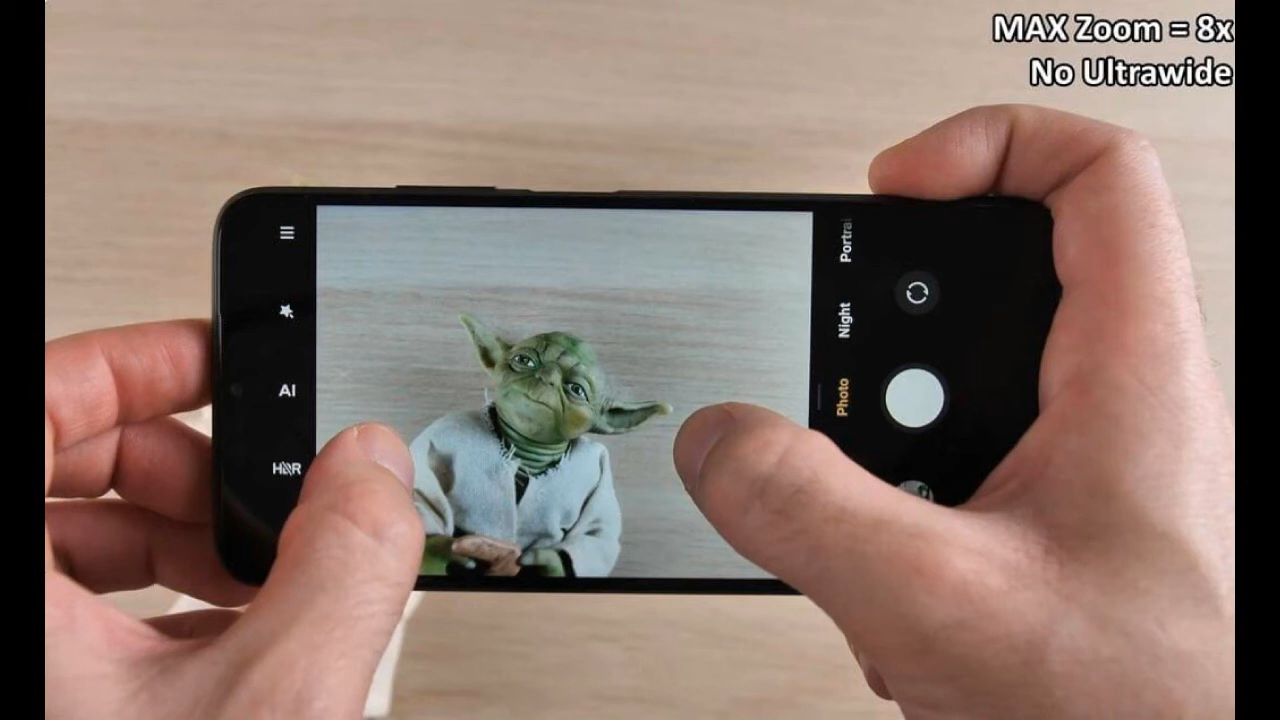 MAX Zoom = 8x
No Ultrawide
AI
HDR
Portrai
Night
Photo